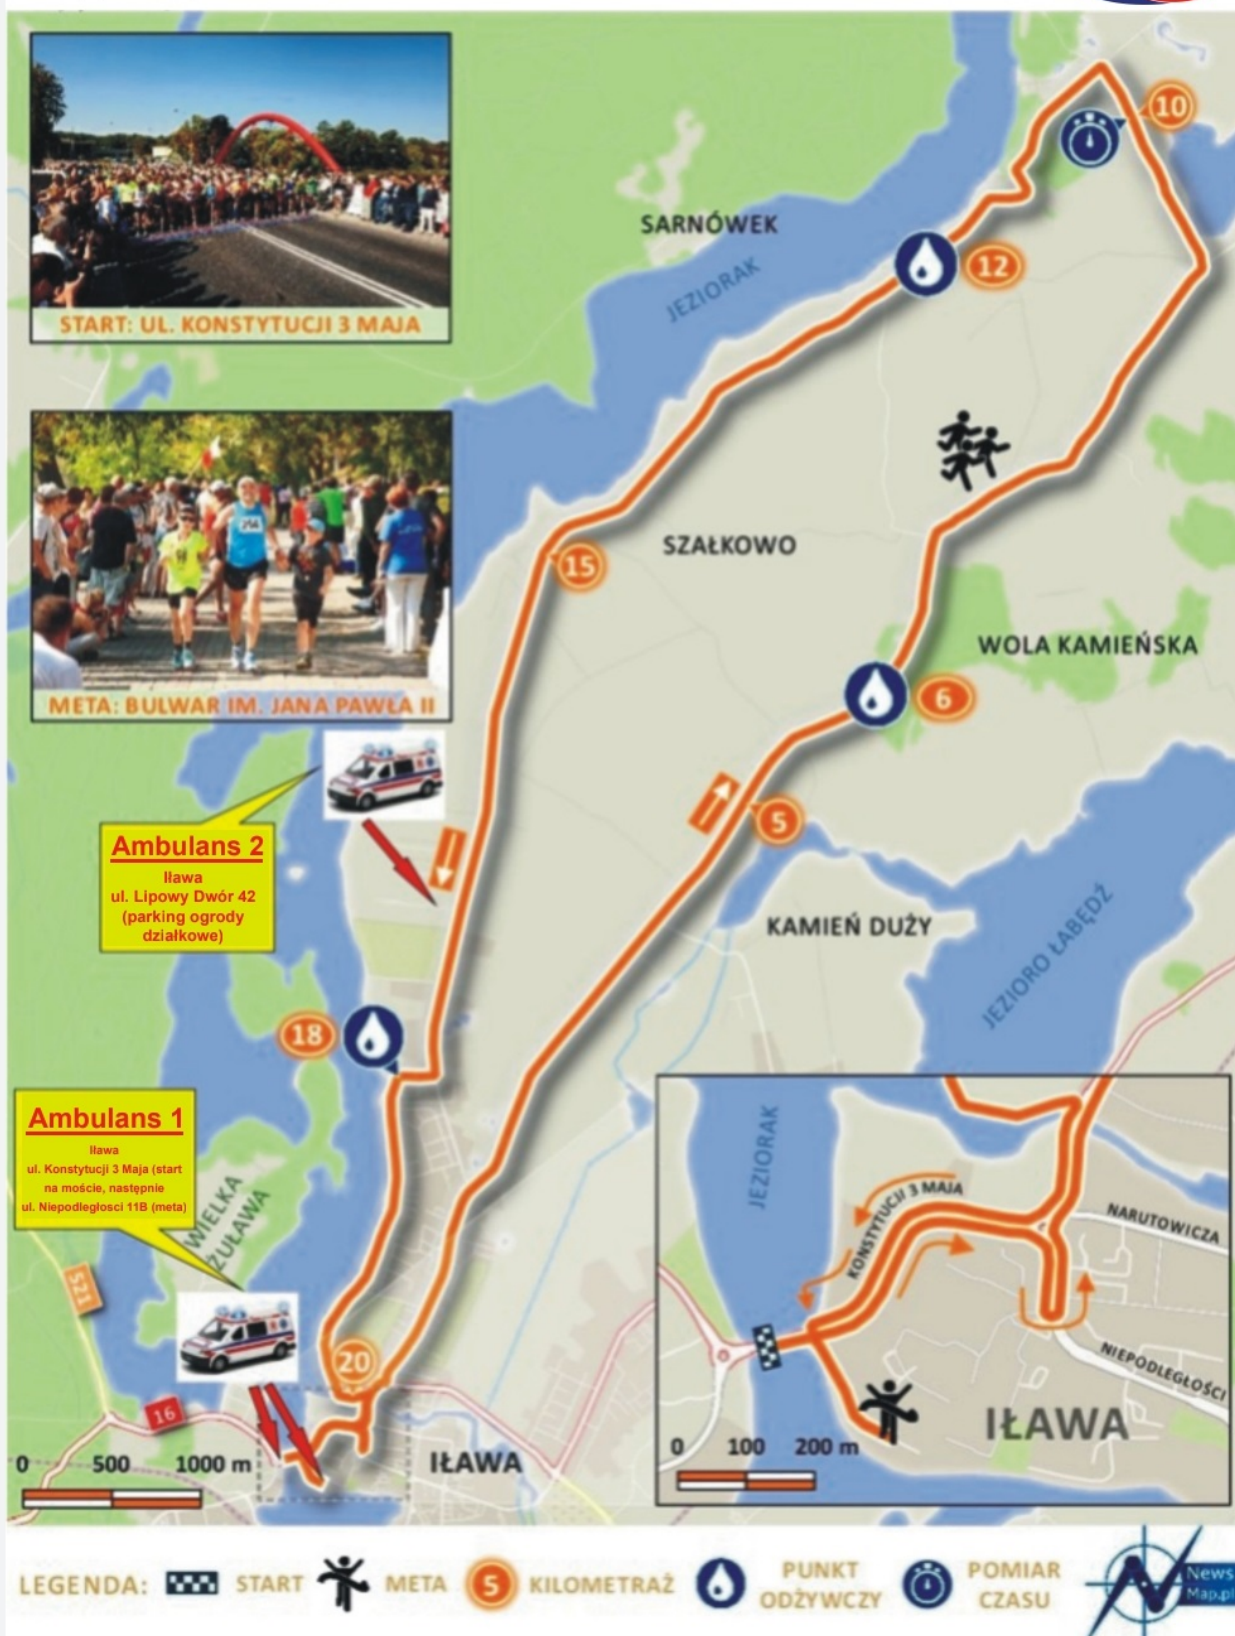 START: UL. KONSTYTUCJI 3 MAJA
META: BULWAR IM. JANA PAWŁA II
10
SARNÓWEK
JEZIORAK
12
15
SZAŁKOWO
WOLA KAMIEŃSKA
6
5
Ambulans 2
Iława
ul. Lipowy Dwór 42
(parking ogrody
działkowe)
KAMIEŃ DUŻY
JEZIORO ŁABĘDŹ
18
Ambulans 1
Iława
ul. Konstytucji 3 Maja (start
na moście, następnie
ul. Niepodległosci 11B (meta)
WIELKA
ŻUŁAWA
521
20
16
0 500 1000 m
IŁAWA
JEZIORAK
KONSTYTUCJI 3 MAJA
NARUTOWICZA
NIEPODLEGŁOŚCI
IŁAWA
0 100 200 m
LEGENDA: START META 5 KILOMETRAŻ PUNKT
ODŻYWCZY POMIAR
CZASU
News
Map.pl